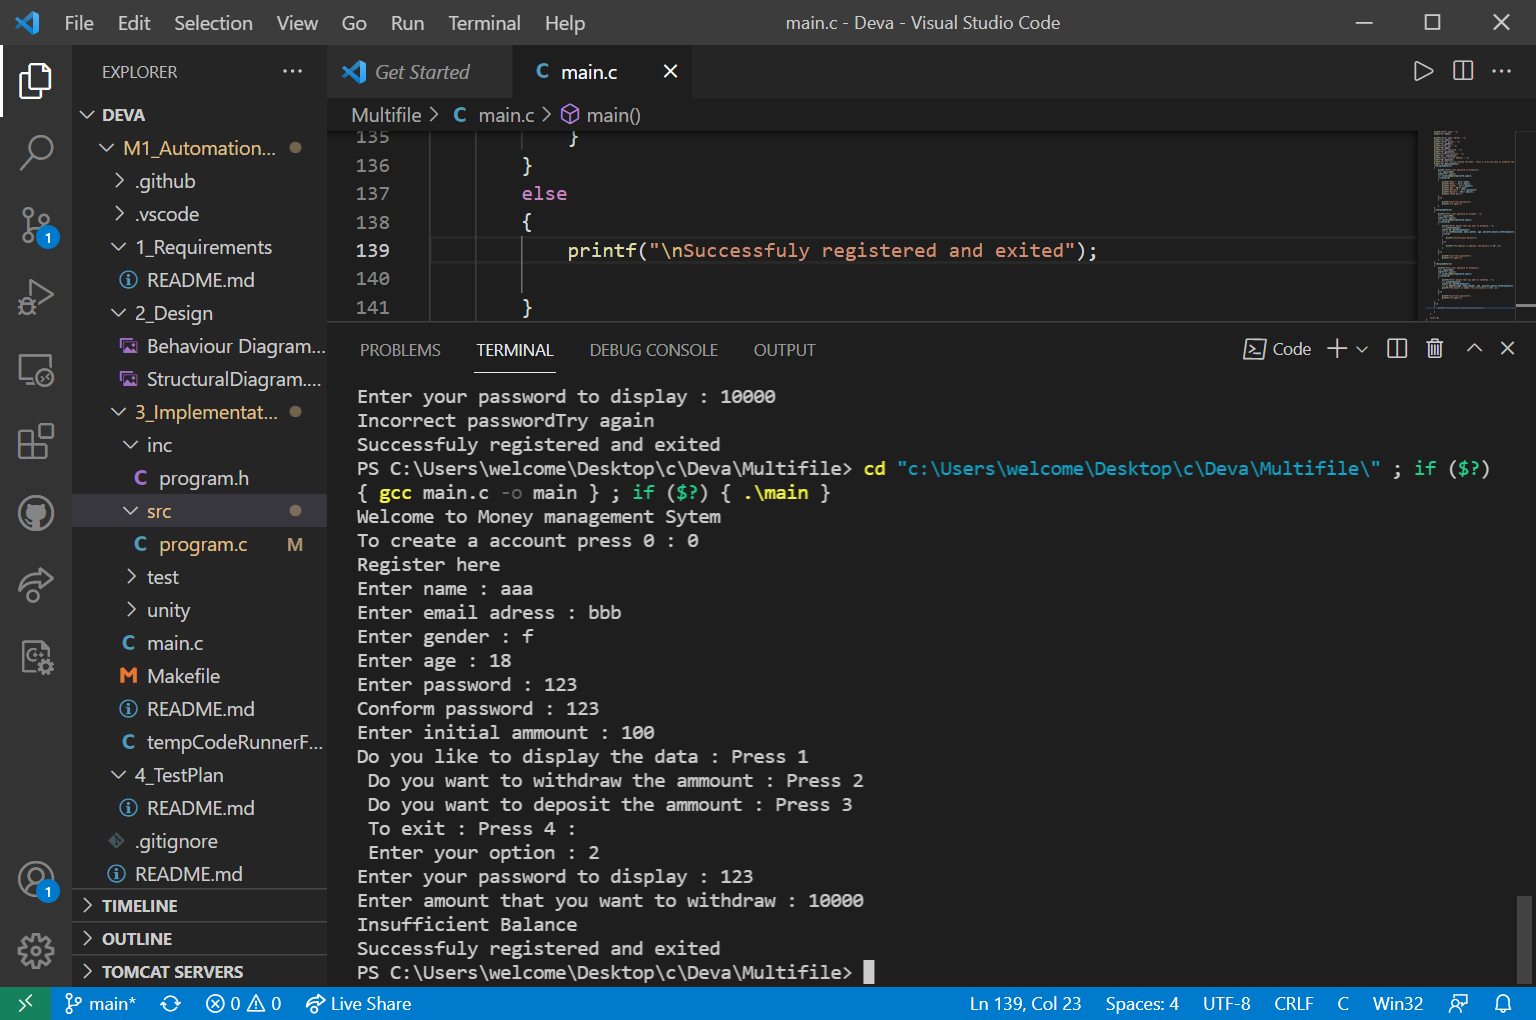 File Edit Selection View Go Run Terminal Help main.c - Deva - Visual Studio Code
EXPLORER
Get Started
C main.c
DEVA
Multifile > C main.c > main()
M1_Automation...
.github
.vscode
1_Requirements
README.md
2_Design
Behaviour Diagram...
StructuralDiagram....
3_Implementat...
inc
C program.h
src
C program.c M
test
unity
C main.c
M Makefile
README.md
C tempCodeRunnerF...
4_TestPlan
README.md
.gitignore
README.md
TIMELINE
OUTLINE
TOMCAT SERVERS
1
1
135 }
136 }
137 else
138 {
139 printf("\nSuccessfuly registered and exited");
140
141 }
PROBLEMS TERMINAL DEBUG CONSOLE OUTPUT Code
Enter your password to display : 10000
Incorrect passwordTry again
Successfuly registered and exited
PS C:\Users\welcome\Desktop\c\Deva\Multifile> cd "c:\Users\welcome\Desktop\c\Deva\Multifile\" ; if ($?)
{ gcc main.c -o main } ; if ($?) { .\main }
Welcome to Money management Sytem
To create a account press 0 : 0
Register here
Enter name : aaa
Enter email adress : bbb
Enter gender : f
Enter age : 18
Enter password : 123
Conform password : 123
Enter initial ammount : 100
Do you like to display the data : Press 1
Do you want to withdraw the ammount : Press 2
Do you want to deposit the ammount : Press 3
To exit : Press 4 :
Enter your option : 2
Enter your password to display : 123
Enter amount that you want to withdraw : 10000
Insufficient Balance
Successfuly registered and exited
PS C:\Users\welcome\Desktop\c\Deva\Multifile>
main* 0 0 Live Share Ln 139, Col 23 Spaces: 4 UTF-8 CRLF C Win32